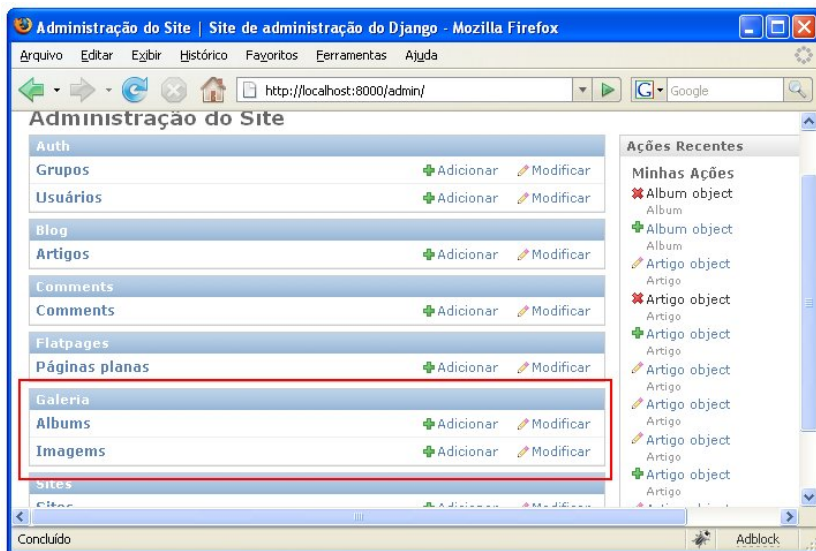 Administração do Site | Site de administração do Django - Mozilla Firefox
Arquivo Editar Exibir Histórico Favoritos Ferramentas Ajuda
http://localhost:8000/admin/ G Google
Administração do Site
Auth
Grupos Adicionar Modificar
Usuários Adicionar Modificar
Blog
Artigos Adicionar Modificar
Comments
Comments Adicionar Modificar
Flatpages
Páginas planas Adicionar Modificar
Galeria
Albums Adicionar Modificar
Imagems Adicionar Modificar
Sites
Sites Adicionar Modificar
Ações Recentes
Minhas Ações
Album object
Album
Album object
Album
Artigo object
Artigo
Artigo object
Artigo
Artigo object
Artigo
Artigo object
Artigo
Artigo object
Artigo
Artigo object
Artigo
Artigo object
Artigo
Concluído Adblock